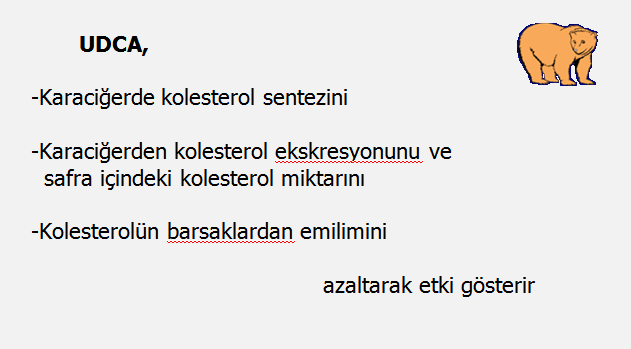 UDCA,
-Karaciğerde kolesterol sentezini
-Karaciğerden kolesterol ekskresyonunu ve
safra içindeki kolesterol miktarını
-Kolesterolün barsaklardan emilimini
azaltarak etki gösterir